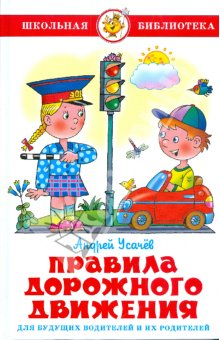 ШКОЛЬНАЯ БИБЛИОТЕКА
Андрей Усачёв
ПРАВИЛА
ДОРОЖНОГО
ДВИЖЕНИЯ
ДЛЯ БУДУЩИХ ВОДИТЕЛЕЙ И ИХ РОДИТЕЛЕЙ